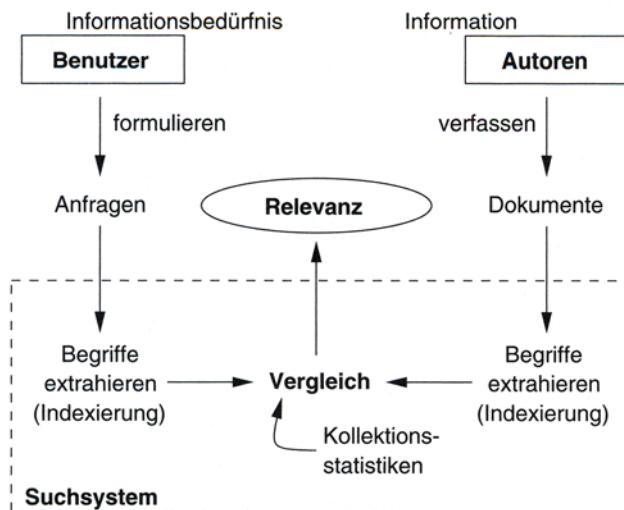 Informationsbedürfnis
Information
Benutzer
Autoren
formulieren
verfassen
Anfragen
Relevanz
Dokumente
Begriffe
extrahieren
(Indexierung)
Vergleich
Begriffe
extrahieren
(Indexierung)
Kollektions-
statistiken
Suchsystem